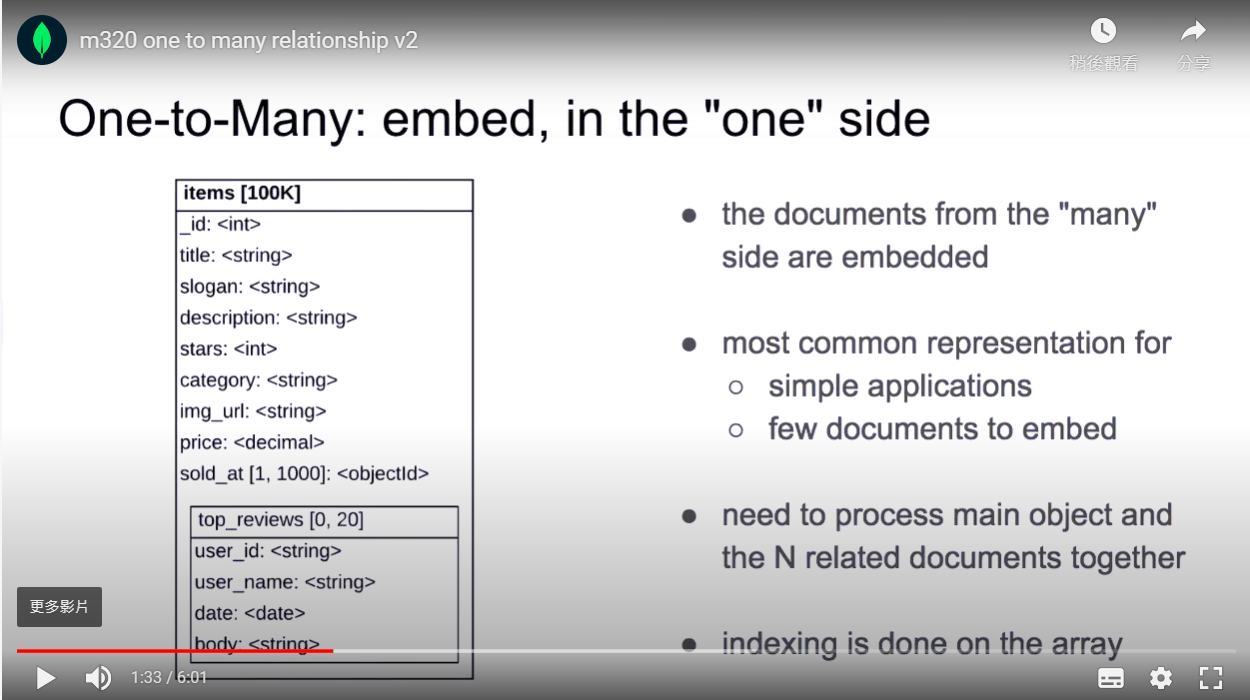 m320 one to many relationship v2
稍後觀看
分享
One-to-Many: embed, in the "one" side
items [100K]
_id: <int>
title: <string>
slogan: <string>
description: <string>
stars: <int>
category: <string>
img_url: <string>
price: <decimal>
sold_at [1, 1000]: <objectId>
top_reviews [0, 20]
user_id: <string>
user_name: <string>
date: <date>
body: <string>
● the documents from the "many"
side are embedded
● most common representation for
○ simple applications
○ few documents to embed
● need to process main object and
the N related documents together
● indexing is done on the array
更多影片
1:33 / 6:01